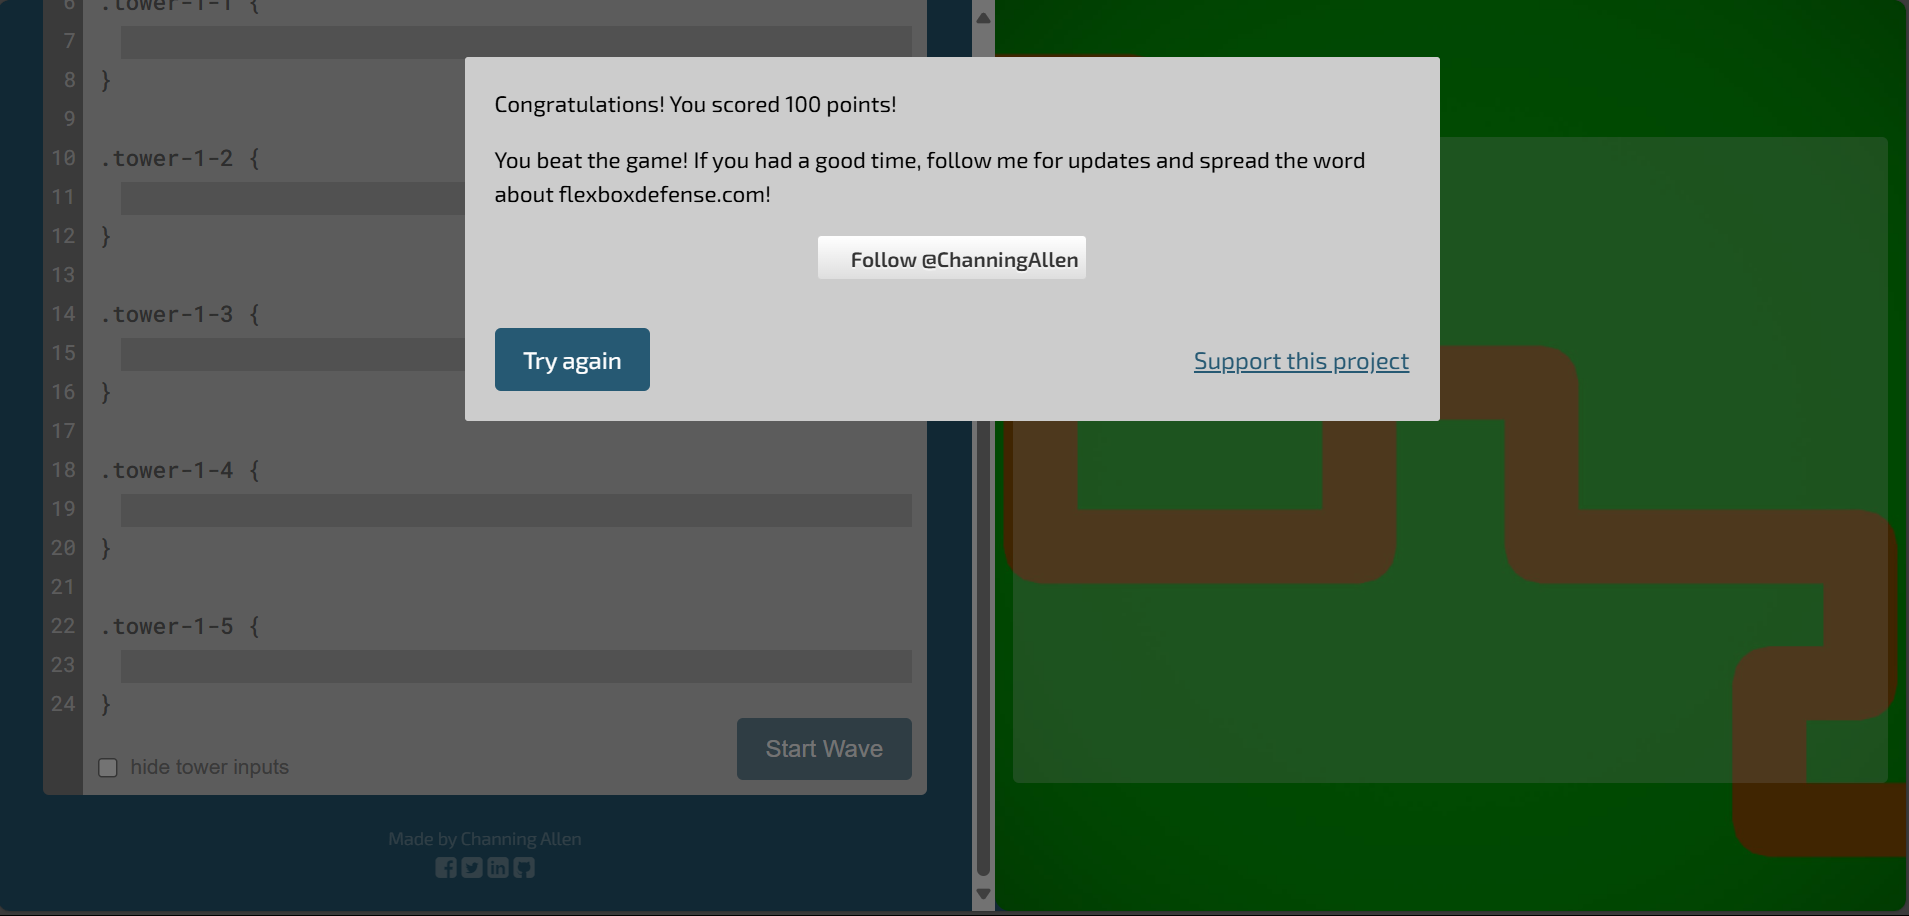 6 .tower-1-1 {
7
8 }
9
10 .tower-1-2 {
11
12 }
13
14 .tower-1-3 {
15
16 }
17
18 .tower-1-4 {
19
20 }
21
22 .tower-1-5 {
23
24 }
hide tower inputs
Start Wave
Made by Channing Allen
Congratulations! You scored 100 points!
You beat the game! If you had a good time, follow me for updates and spread the word
about flexboxdefense.com!
Follow @ChanningAllen
Try again
Support this project